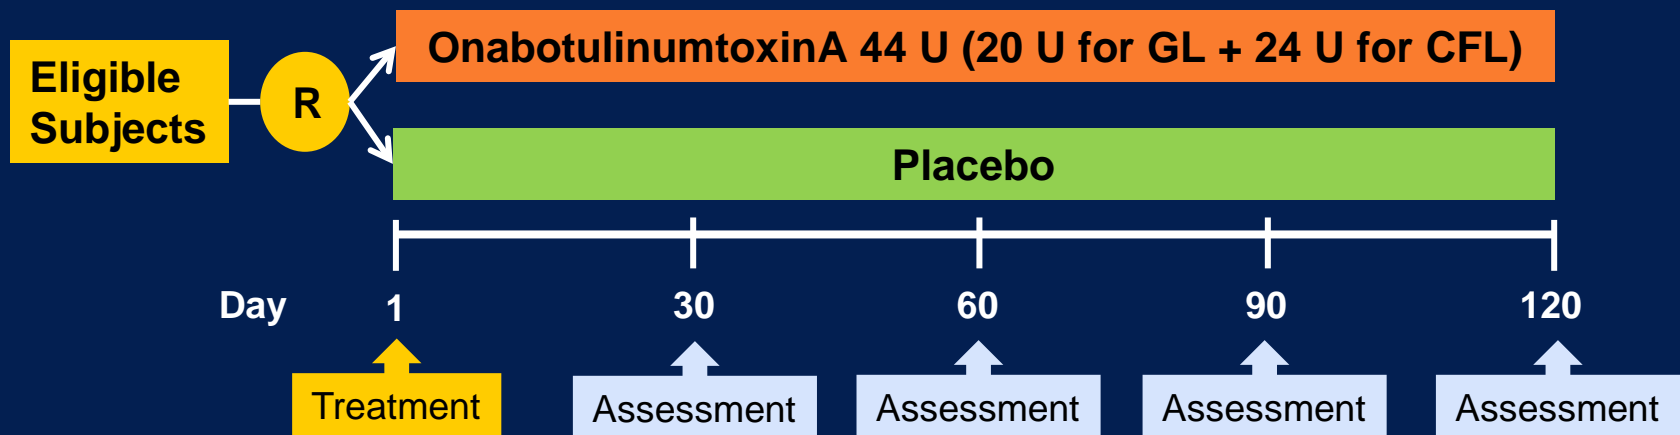 OnabotulinumtoxinA 44 U (20 U for GL + 24 U for CFL)
Eligible
Subjects
R
Placebo
Day 1 30 60 90 120
Treatment Assessment Assessment Assessment Assessment